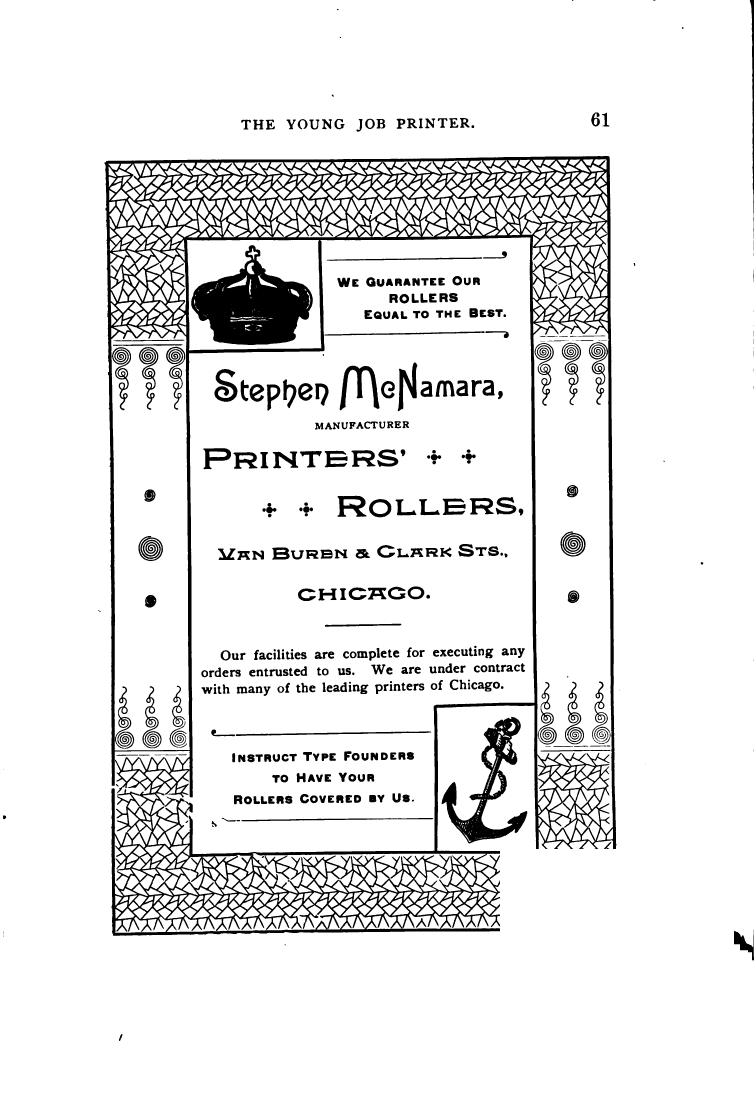 THE YOUNG JOB PRINTER. 61
WE GUARANTEE OUR
ROLLERS
EQUAL TO THE BEST.
Stephen McNamara,
MANUFACTURER
PRINTERS'
ROLLERS,
VAN BUREN & CLARK STS.,
CHICAGO.
Our facilities are complete for executing any
orders entrusted to us. We are under contract
with many of the leading printers of Chicago.
INSTRUCT TYPE FOUNDERS
TO HAVE YOUR
ROLLERS COVERED BY US.